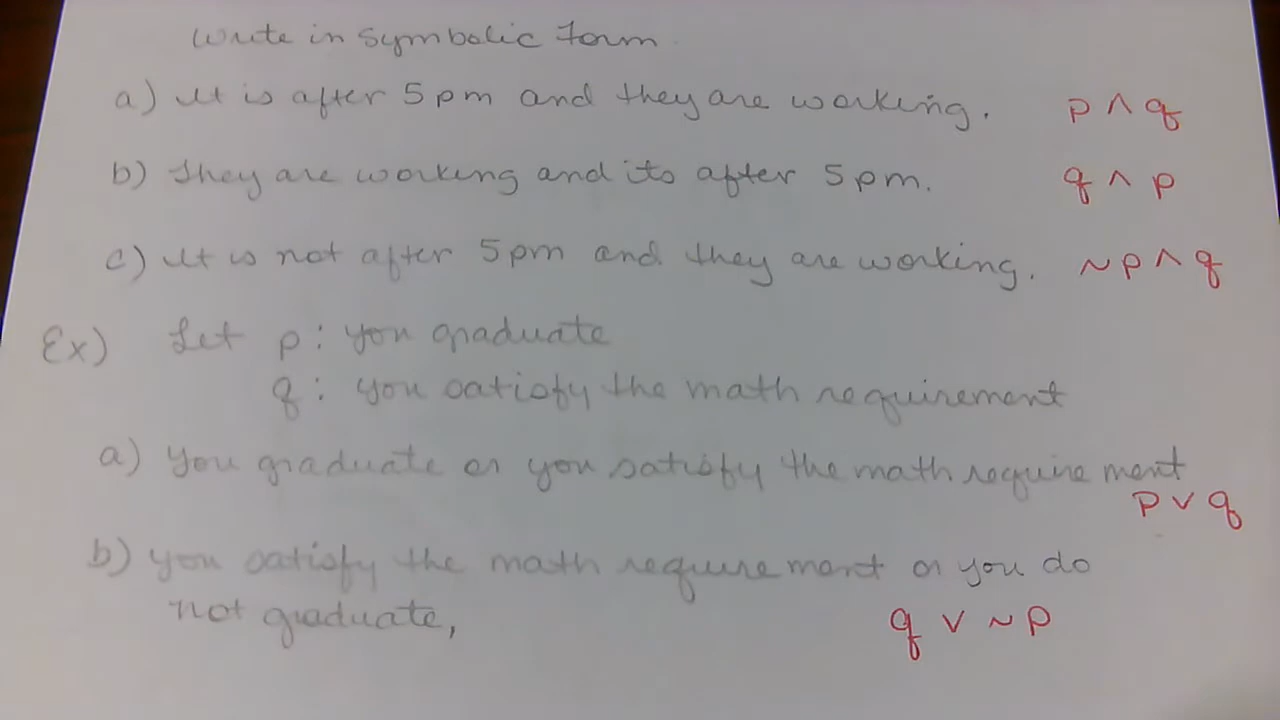 Write in symbolic form
a) It is after 5pm and they are working. p ∧ q
b) They are working and its after 5pm. q ∧ p
c) It is not after 5pm and they are working. ~p ∧ q
Ex) Let p: you graduate
q: you satisfy the math requirement
a) You graduate or you satisfy the math requirement
p ∨ q
b) you satisfy the math requirement or you do
not graduate, q ∨ ~p